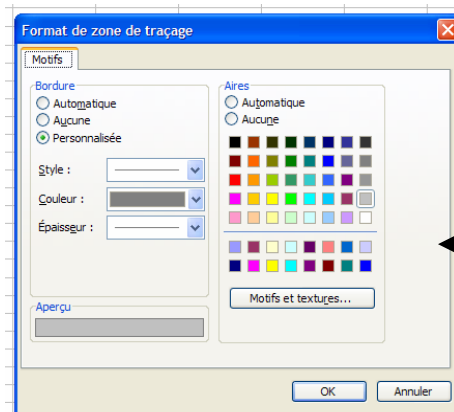 Format de zone de traçage
Motifs
Bordure
Automatique
Aucune
Personnalisée
Style :
Couleur :
Épaisseur :
Aperçu
Aires
Automatique
Aucune
Motifs et textures...
OK
Annuler